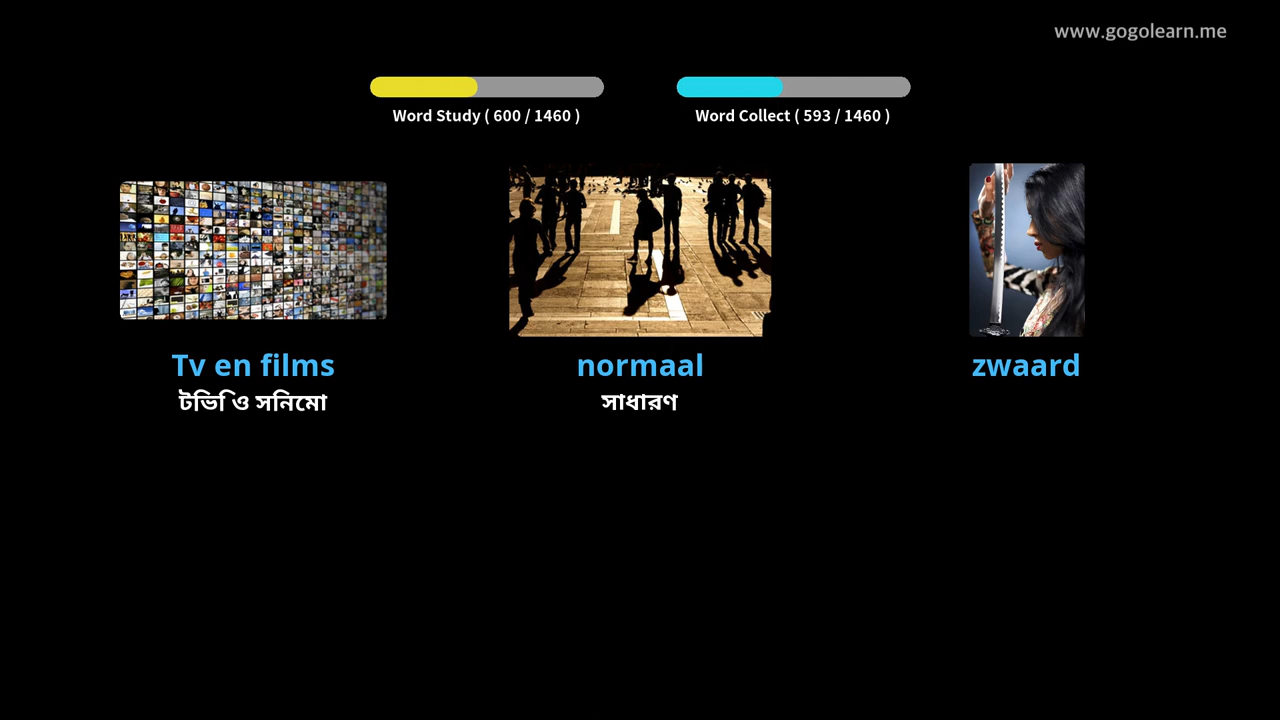 www.gogolearn.me
Word Study ( 600 / 1460 )
Word Collect ( 593 / 1460 )
Tv en films
টিভি ও সিনেমা
normaal
সাধারণ
zwaard